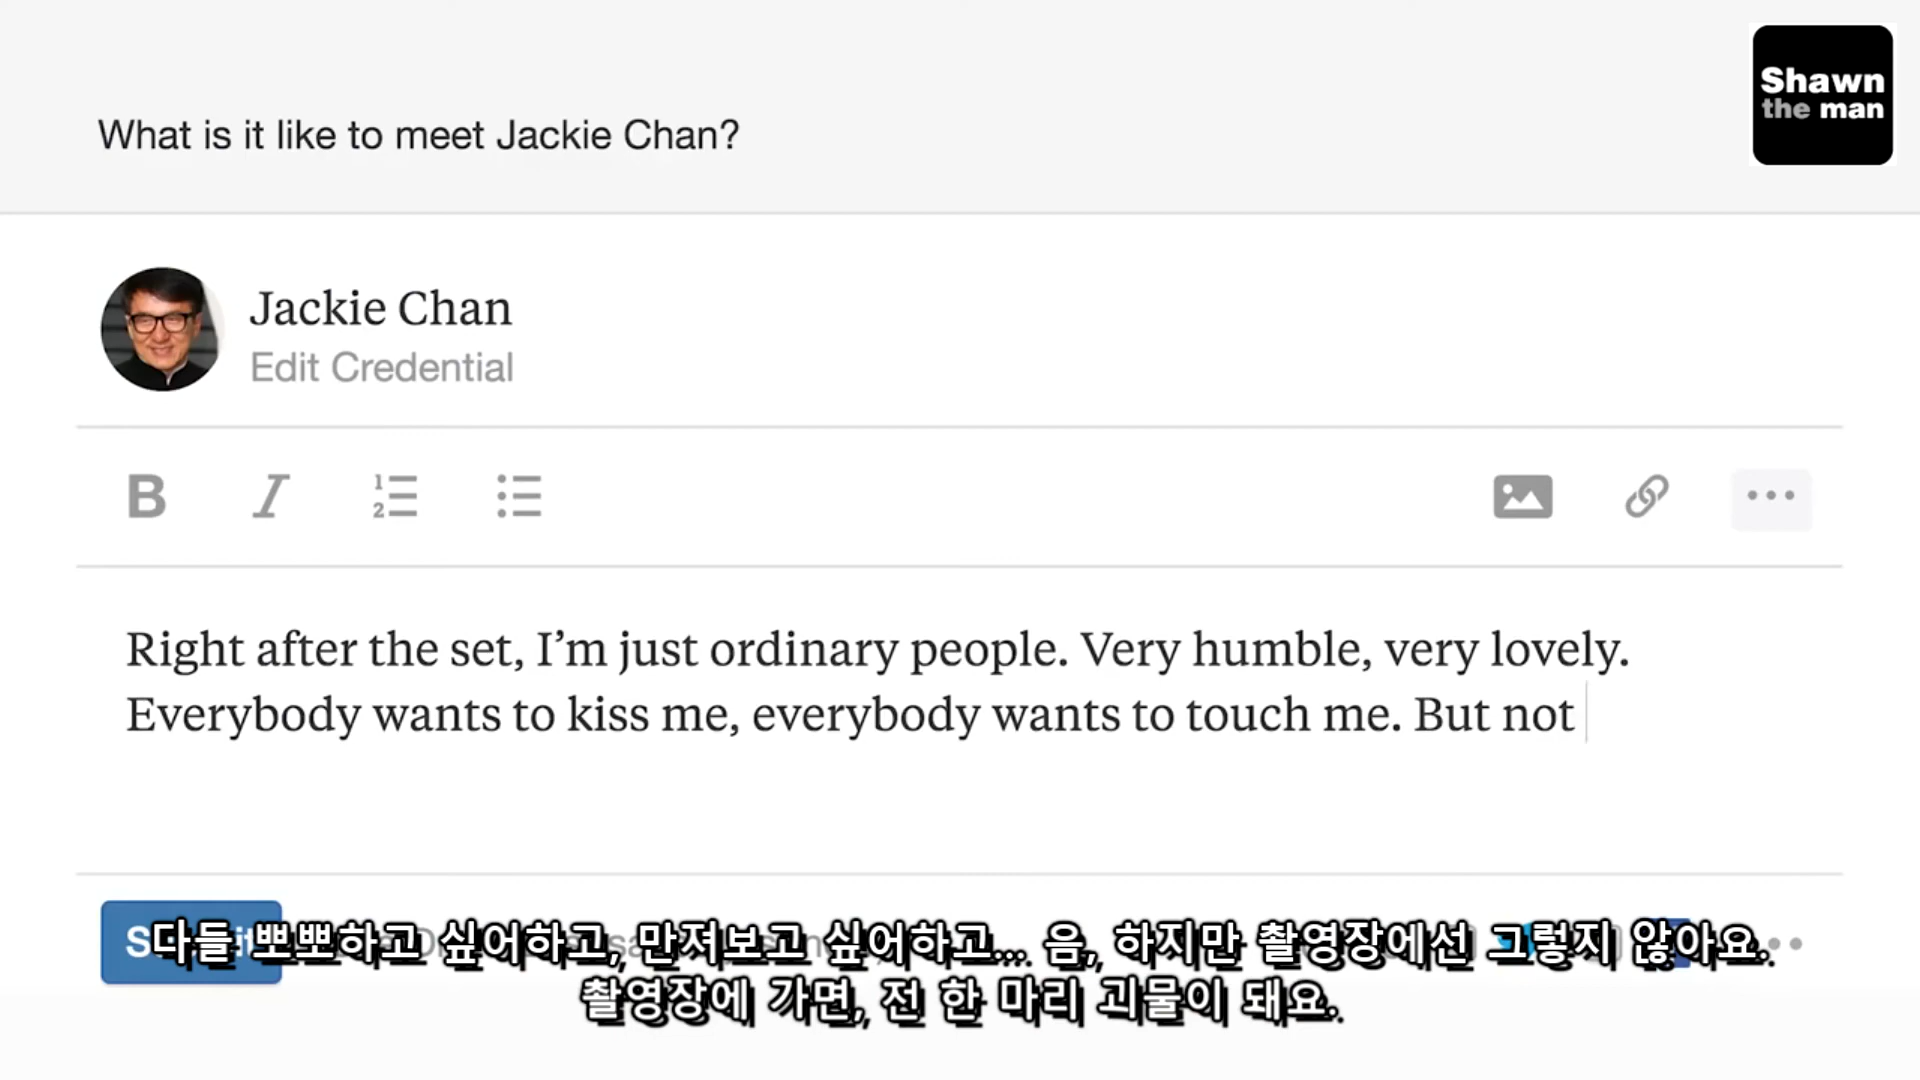 What is it like to meet Jackie Chan?
Shawn
the man
Jackie Chan
Edit Credential
B
I
Right after the set, I’m just ordinary people. Very humble, very lovely.
Everybody wants to kiss me, everybody wants to touch me. But not
다들 뽀뽀하고 싶어하고, 만져보고 싶어하고... 음, 하지만 촬영장에선 그렇지 않아요.
촬영장에 가면, 전 한 마리 괴물이 돼요.